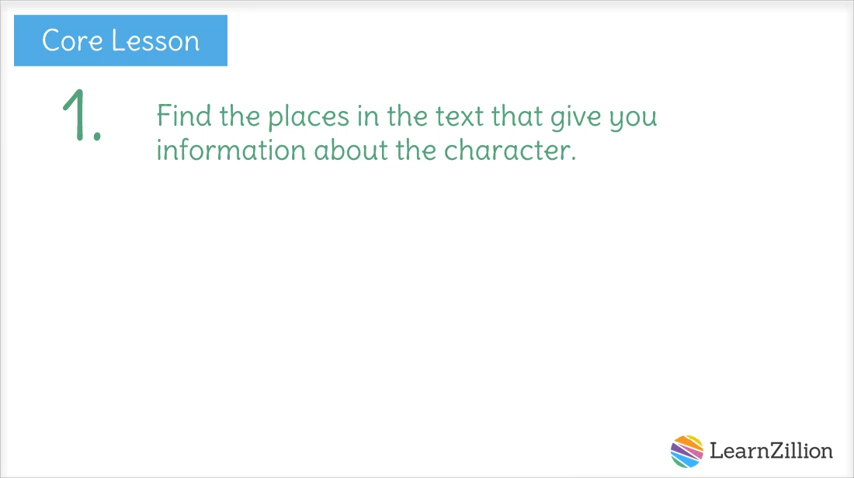 Core Lesson
1.
Find the places in the text that give you
information about the character.
LearnZillion